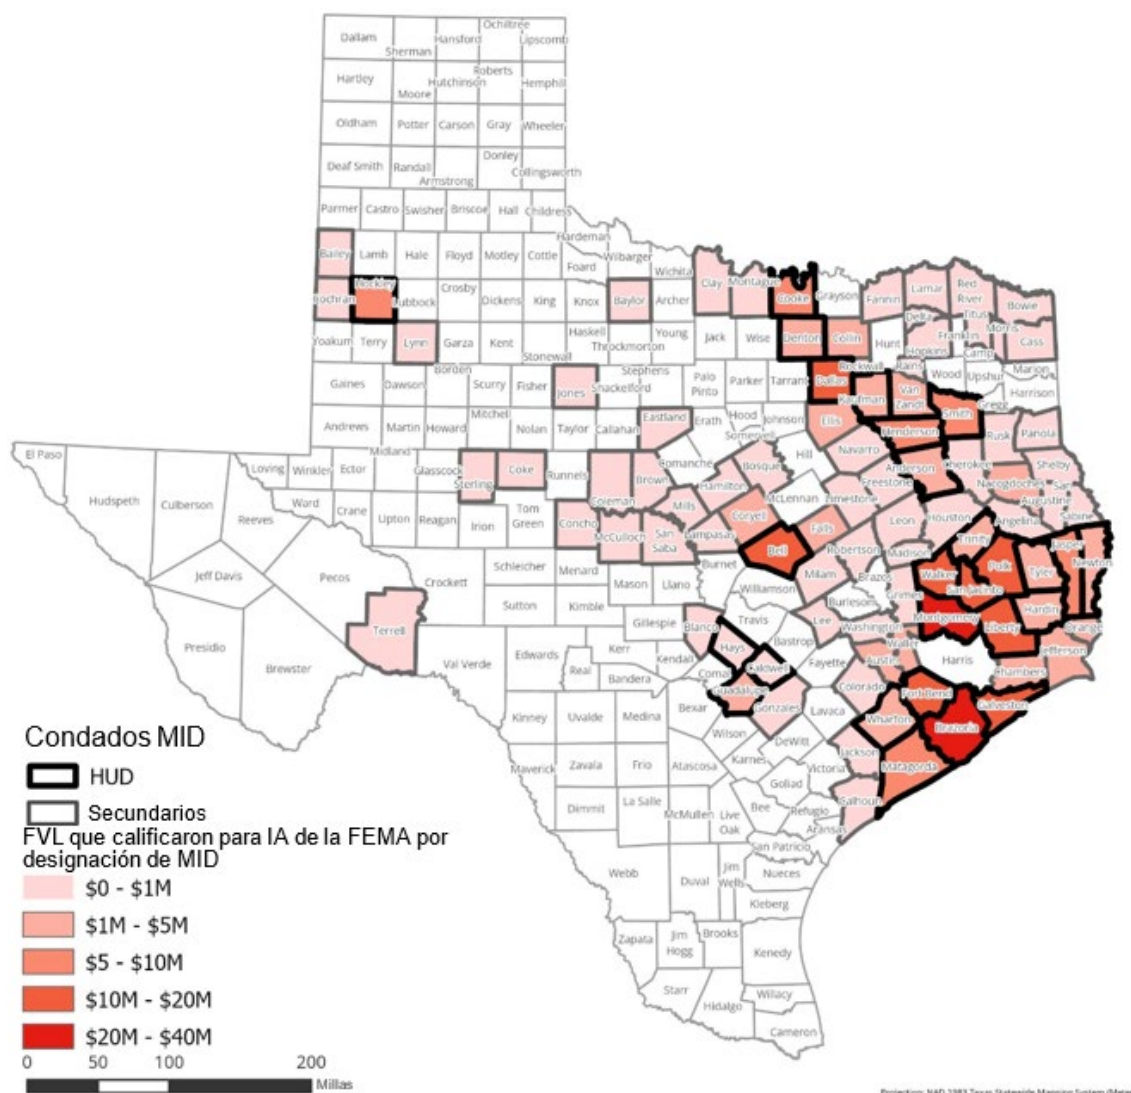 Ochiltree
Dallam Hansford Lipscomb
Sherman
Roberts
Hartley Hutchinson Hemphill
Moore
Oldham Potter Carson Gray Wheeler
Donley
Deaf Smith Randall Collingsworth
Armstrong
Parmer Castro Swisher Briscoe Hall Childress
Hardeman
Bailey Lamb Hale Floyd Motley Cottle Wilbarger
Foard Wichita
Hockley Clay Montague
Cochran Lubbock Crosby Dickens King Knox Baylor Archer Cooke Grayson Fannin Lamar Red River Bowie
Delta Titus
Yoakum Terry Lynn Garza Kent Haskell Young Jack Wise Denton Collin Hunt Hopkins Franklin Morris Cass
Stonewall Throckmorton Camp
Borden Stephens Rockwall Rains Marion
Gaines Dawson Scurry Fisher Jones Shackelford Palo Pinto Parker Tarrant Dallas Kaufman Van Zandt Wood Upshur Harrison
Mitchell Gregg
Andrews Martin Howard Nolan Taylor Callahan Eastland Erath Hood Johnson Ellis Henderson Smith Rusk Panola
Somervell
Midland Navarro
El Paso Loving Winkler Ector Glasscock Sterling Coke Runnels Coleman Brown Comanche Bosque Hill Freestone Anderson Cherokee Shelby
Hamilton Nacogdoches San Augustine
Hudspeth Culberson Reeves Ward Crane Upton Reagan Irion Tom Green Concho Mills Coryell McLennan Limestone Leon Houston Angelina Sabine
McCulloch San Saba Lampasas Falls Trinity
Bell Robertson Madison Jasper Newton
Jeff Davis Pecos Crockett Schleicher Menard Burnet Walker Polk Tyler
Mason Llano Milam Brazos San Jacinto
Williamson Grimes
Sutton Kimble Burleson Montgomery Liberty Hardin
Terrell Gillespie Blanco Travis Lee Washington Orange
Presidio Brewster Val Verde Edwards Kerr Kendall Hays Bastrop Waller Harris Jefferson
Real Bandera Comal Caldwell Fayette Austin Chambers
Guadalupe Colorado Fort Bend Galveston
Kinney Uvalde Medina Bexar Gonzales Lavaca Wharton Brazoria
Wilson DeWitt Jackson
Maverick Zavala Frio Atascosa Karnes Victoria Matagorda
Goliad Calhoun
Dimmit La Salle McMullen Live Oak Bee Refugio
Aransas
San Patricio
Webb Duval Jim Wells Nueces
Kleberg
Zapata Jim Hogg Brooks Kenedy
Starr Hidalgo Willacy
Cameron
Condados MID
HUD
Secundarios
FVL que calificaron para IA de la FEMA por
designación de MID
$0 - $1M
$1M - $5M
$5 - $10M
$10M - $20M
$20M - $40M
0 50 100 200
Millas